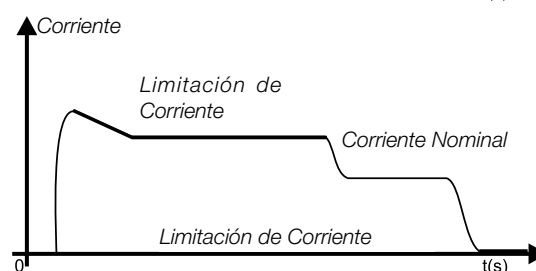 Corriente
Limitación de
Corriente
Corriente Nominal
Limitación de Corriente
0
t(s)